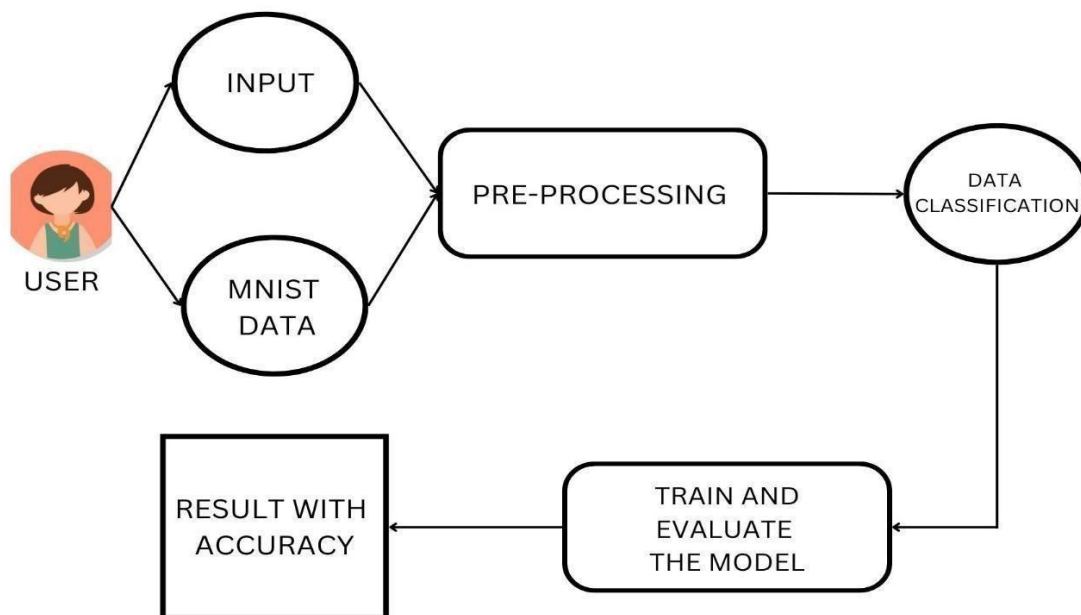 INPUT
USER
MNIST
DATA
PRE-PROCESSING
DATA
CLASSIFICATION
TRAIN AND
EVALUATE
THE MODEL
RESULT WITH
ACCURACY